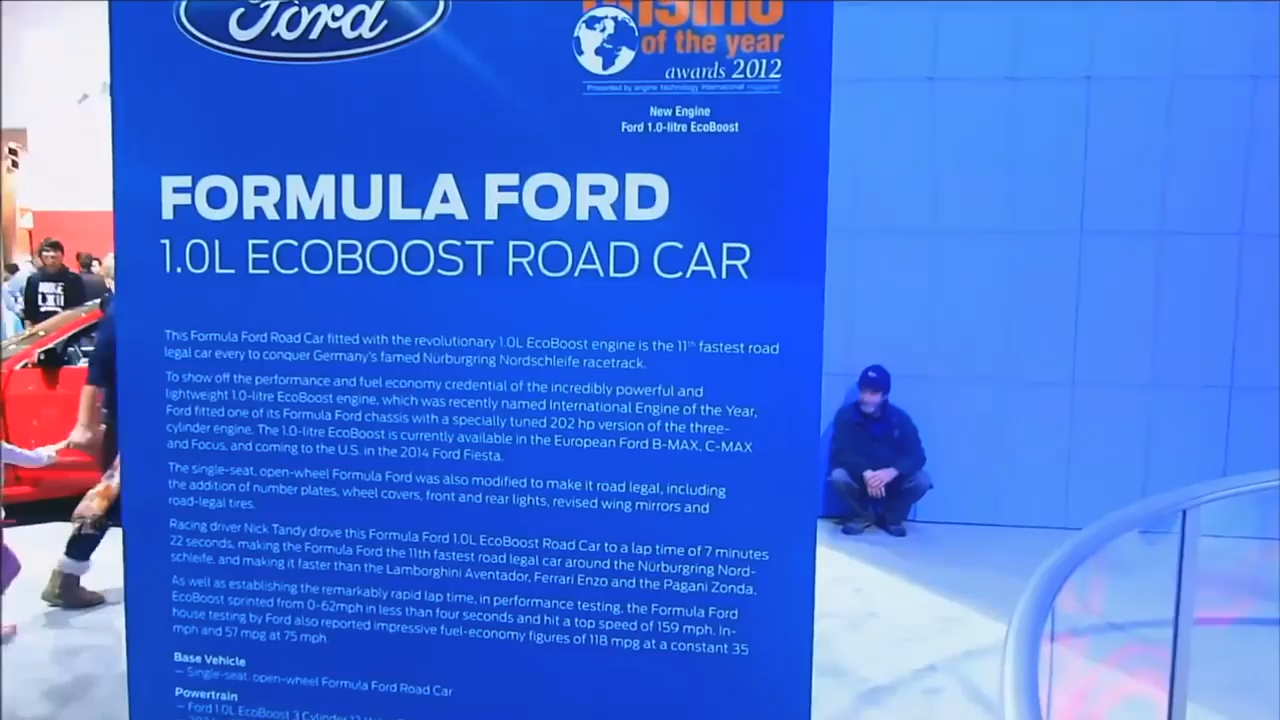 Ford
of the year
awards 2012
Presented by engine technology international magazine
New Engine
Ford 1.0-litre EcoBoost
FORMULA FORD
1.0L ECOBOOST ROAD CAR
This Formula Ford Road Car fitted with the revolutionary 1.0L EcoBoost engine is the 11th fastest road
legal car every to conquer Germany's famed Nürburgring Nordschleife racetrack.
To show off the performance and fuel economy credential of the incredibly powerful and
lightweight 1.0-litre EcoBoost engine, which was recently named International Engine of the Year,
Ford fitted one of its Formula Ford chassis with a specially tuned 202 hp version of the three-
cylinder engine. The 1.0-litre EcoBoost is currently available in the European Ford B-MAX, C-MAX
and Focus, and coming to the U.S. in the 2014 Ford Fiesta.
The single-seat, open-wheel Formula Ford was also modified to make it road legal, including
the addition of number plates, wheel covers, front and rear lights, revised wing mirrors and
road-legal tires.
Racing driver Nick Tandy drove this Formula Ford 1.0L EcoBoost Road Car to a lap time of 7 minutes
22 seconds, making the Formula Ford the 11th fastest road legal car around the Nürburgring Nord-
schleife, and making it faster than the Lamborghini Aventador, Ferrari Enzo and the Pagani Zonda.
As well as establishing the remarkably rapid lap time, in performance testing, the Formula Ford
EcoBoost sprinted from 0-62mph in less than four seconds and hit a top speed of 159 mph. In-
house testing by Ford also reported impressive fuel-economy figures of 118 mpg at a constant 35
mph and 57 mpg at 75 mph.
Base Vehicle
– Single-seat, open-wheel Formula Ford Road Car
Powertrain
– Ford 1.0L EcoBoost 3 Cylinder 12